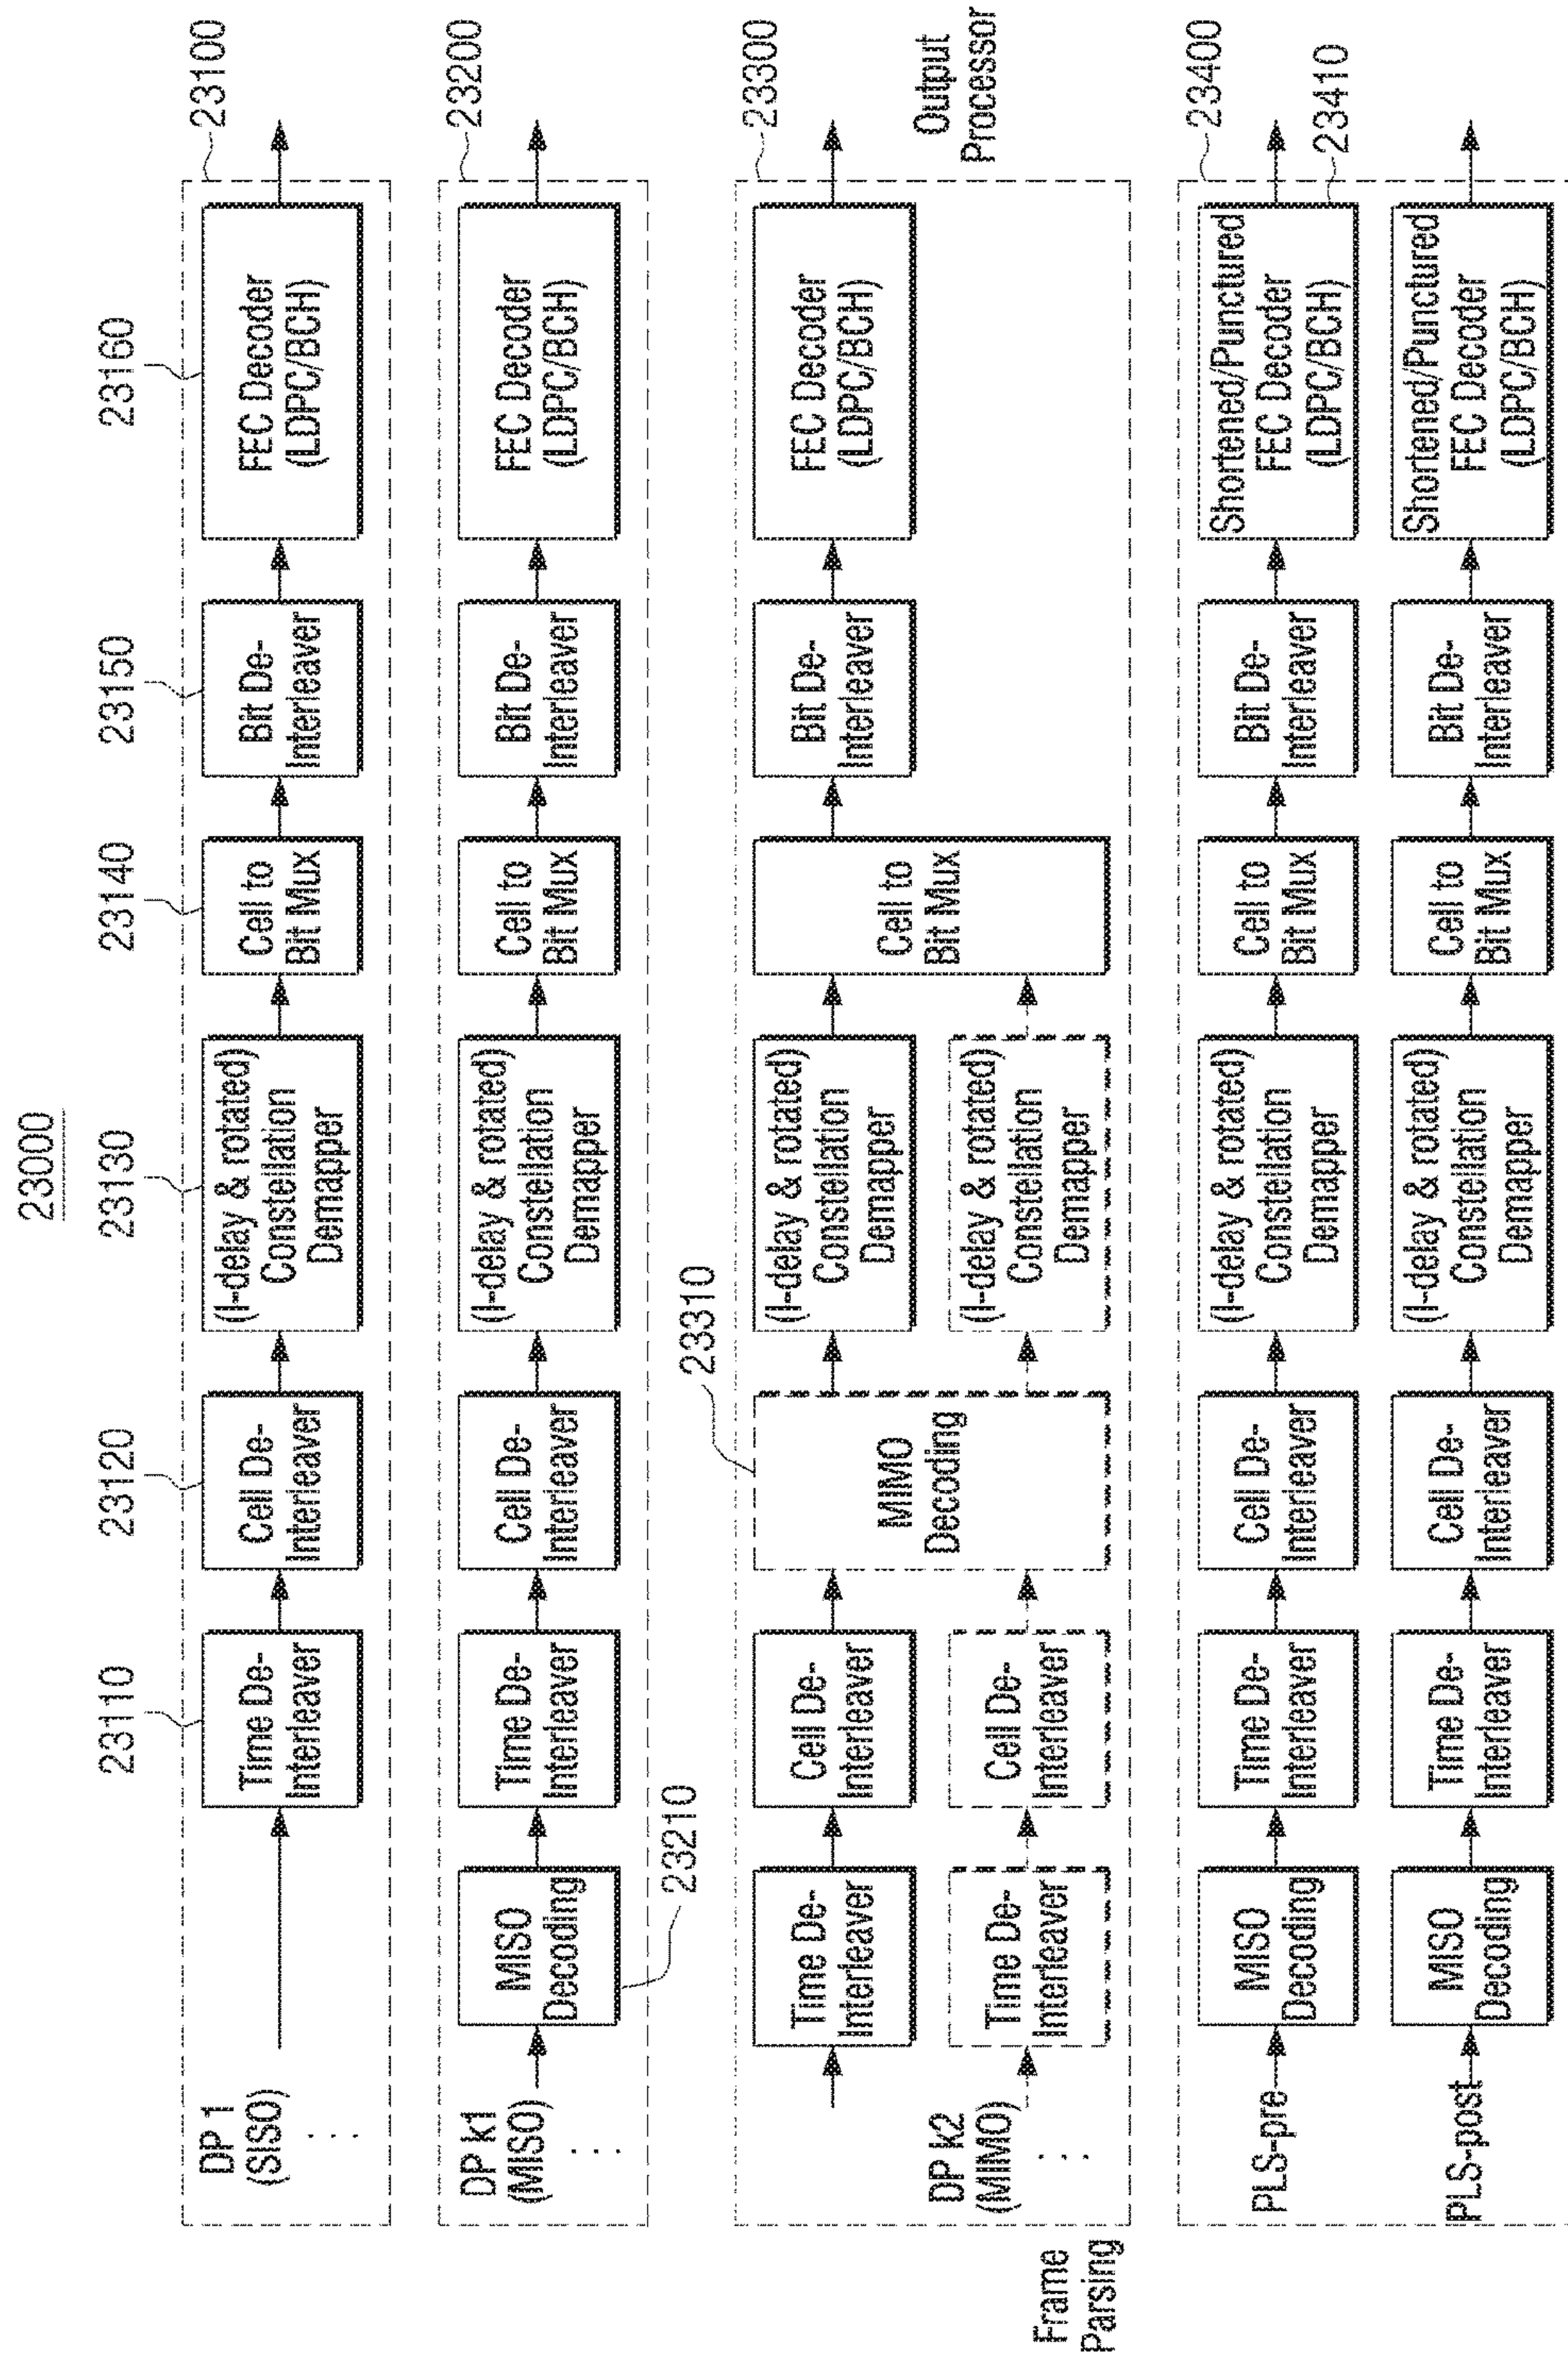 23000
23110
23120
23130
23140
23150
23160
23100
DP 1
(SISO)
. . .
Time De-
Interleaver
Cell De-
Interleaver
(I-delay & rotated)
Constellation
Demapper
Cell to
Bit Mux
Bit De-
Interleaver
FEC Decoder
(LDPC/BCH)
23200
DP k1
(MISO)
. . .
MISO
Decoding
Time De-
Interleaver
Cell De-
Interleaver
(I-delay & rotated)
Constellation
Demapper
Cell to
Bit Mux
Bit De-
Interleaver
FEC Decoder
(LDPC/BCH)
23210
23310
23300
Time De-
Interleaver
Cell De-
Interleaver
MIMO
Decoding
(I-delay & rotated)
Constellation
Demapper
Cell to
Bit Mux
Bit De-
Interleaver
FEC Decoder
(LDPC/BCH)
DP k2
(MIMO)
. . .
Time De-
Interleaver
Cell De-
Interleaver
(I-delay & rotated)
Constellation
Demapper
Frame
Parsing
Output
Processor
23400
PLS-pre
MISO
Decoding
Time De-
Interleaver
Cell De-
Interleaver
(I-delay & rotated)
Constellation
Demapper
Cell to
Bit Mux
Bit De-
Interleaver
Shortened/Punctured
FEC Decoder
(LDPC/BCH)
23410
PLS-post
MISO
Decoding
Time De-
Interleaver
Cell De-
Interleaver
(I-delay & rotated)
Constellation
Demapper
Cell to
Bit Mux
Bit De-
Interleaver
Shortened/Punctured
FEC Decoder
(LDPC/BCH)